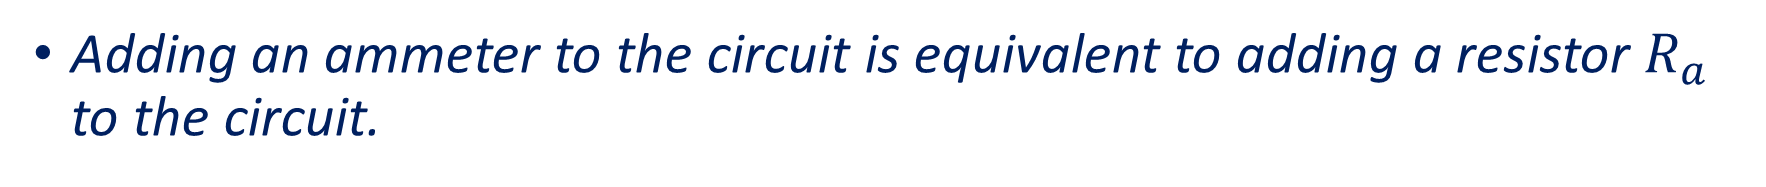 • Adding an ammeter to the circuit is equivalent to adding a resistor Rₐ
to the circuit.